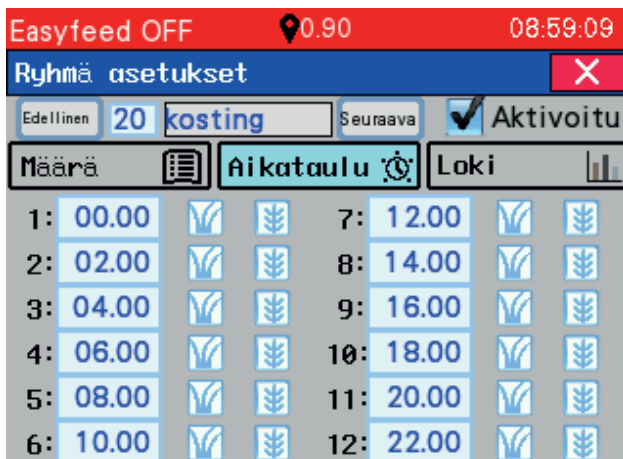 Easyfeed OFF 0.90 08:59:09
Ryhmä asetukset
Edellinen 20 kosting Seuraava Aktivoitu
Määrä Aikataulu Loki
1: 00.00 7: 12.00
2: 02.00 8: 14.00
3: 04.00 9: 16.00
4: 06.00 10: 18.00
5: 08.00 11: 20.00
6: 10.00 12: 22.00